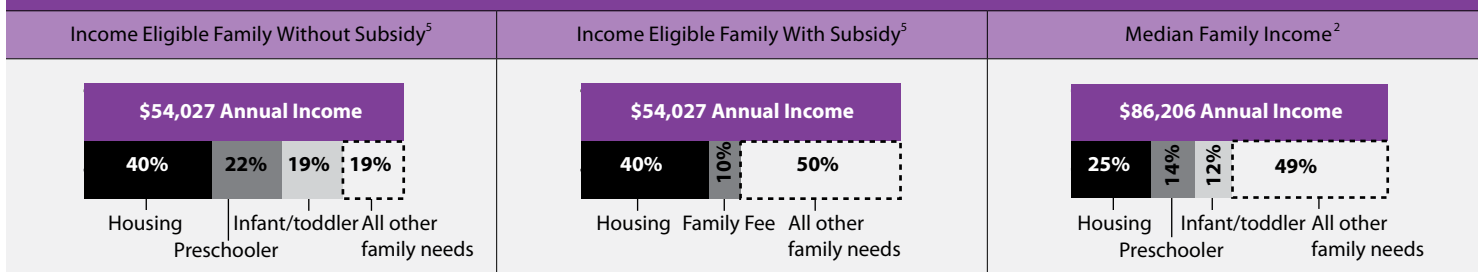 Income Eligible Family Without Subsidy⁵
$54,027 Annual Income
40% 22% 19% 19%
Housing Infant/toddler All other
Preschooler family needs
Income Eligible Family With Subsidy⁵
$54,027 Annual Income
40% 10% 50%
Housing Family Fee All other
family needs
Median Family Income²
$86,206 Annual Income
25% 14% 12% 49%
Housing Infant/toddler All other
Preschooler family needs